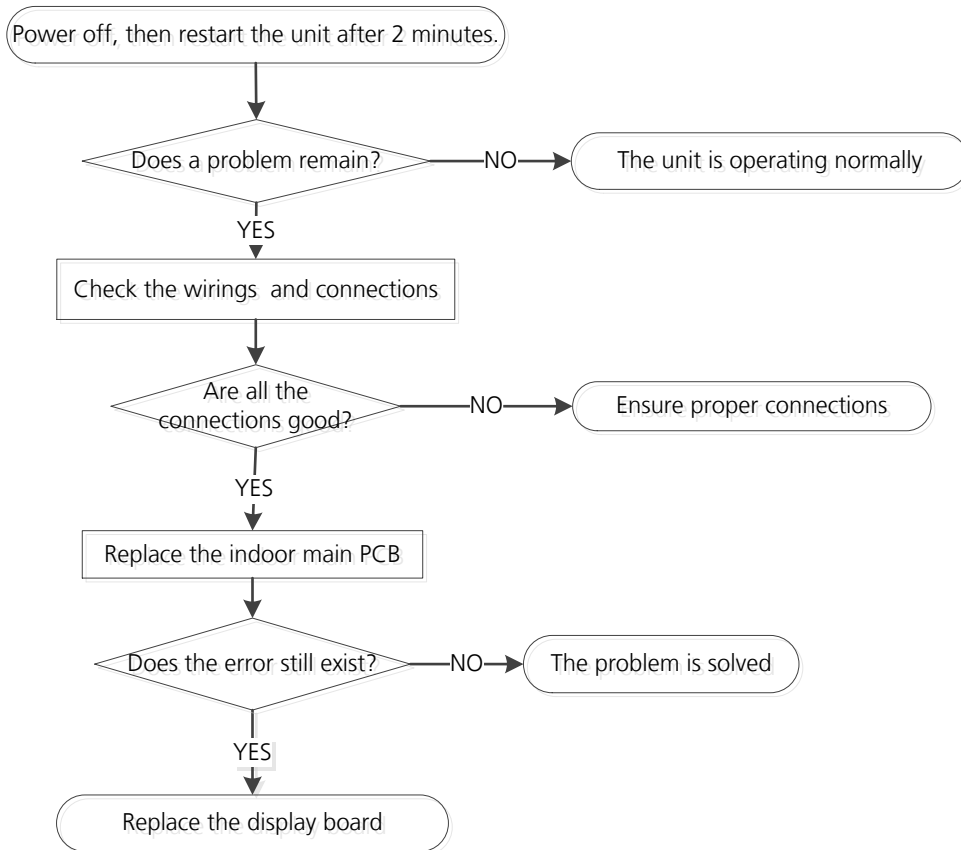 Power off, then restart the unit after 2 minutes.
Does a problem remain?
NO
The unit is operating normally
YES
Check the wirings and connections
Are all the
connections good?
NO
Ensure proper connections
YES
Replace the indoor main PCB
Does the error still exist?
NO
The problem is solved
YES
Replace the display board